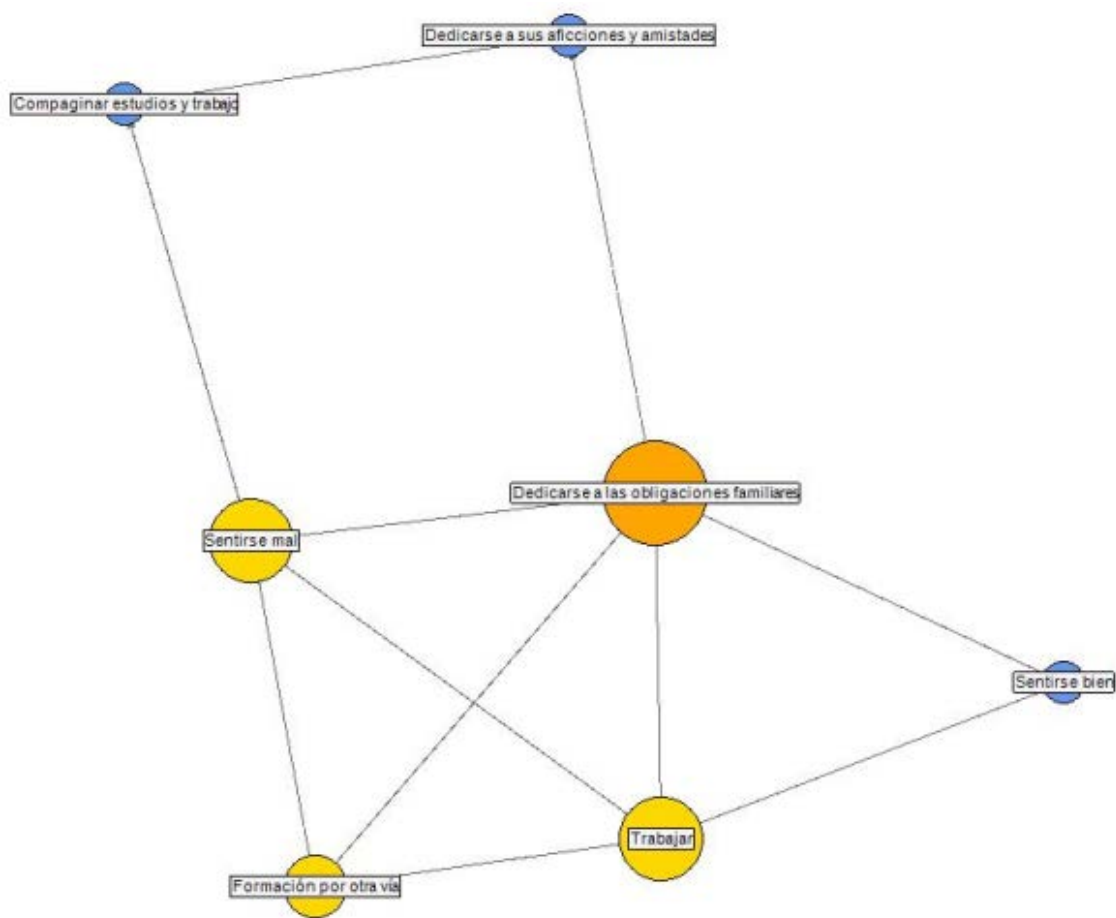 Dedicarse a sus aficciones y amistades
Compaginar estudios y trabajo
Dedicarse a las obligaciones familiares
Sentirse mal
Sentirse bien
Trabajar
Formación por otra vía